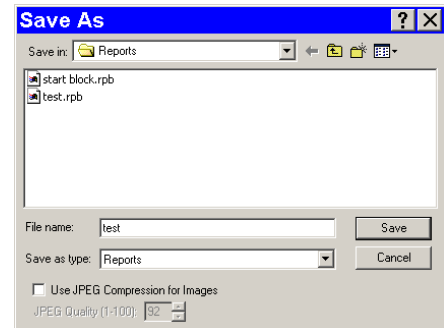 Save As
Save in: Reports
start block.rpb
test.rpb
File name: test Save
Save as type: Reports Cancel
Use JPEG Compression for Images
JPEG Quality (1-100): 92